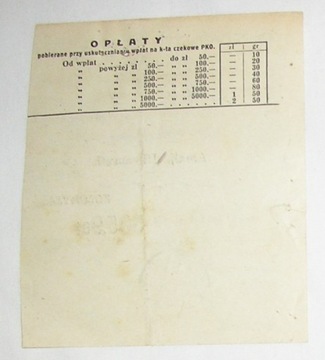 OPŁATY
pobierane przy uskutecznianiu wpłat na k-ta czekowe PKO. zł gr
Od wpłat . . . . . . . . do zł 50.— — 10
„ „ powyżej zł 50.— „ „ 100.— — 20
„ „ „ „ 100.— „ „ 250.— — 30
„ „ „ „ 250.— „ „ 500.— — 40
„ „ „ „ 500.— „ „ 750.— — 60
„ „ „ „ 750.— „ „ 1000.— — 80
„ „ „ „ 1000.— „ „ 5000.— 1 50
„ „ „ „ 5000.— . . . . . . 2 50